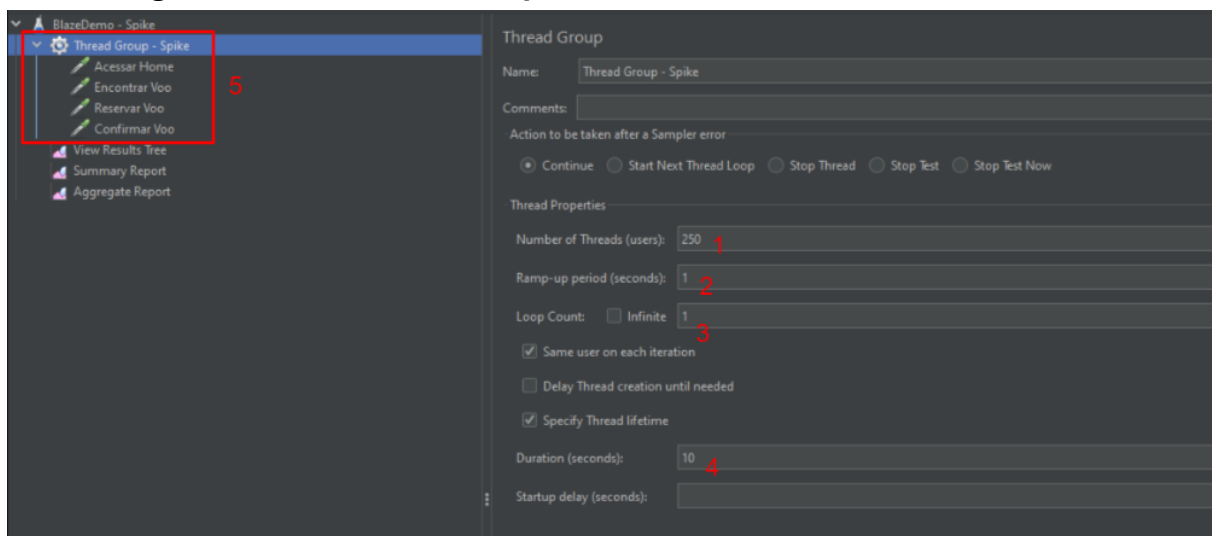 BlazeDemo - Spike
Thread Group - Spike
Acessar Home
Encontrar Voo
Reservar Voo
Confirmar Voo
5
View Results Tree
Summary Report
Aggregate Report
Thread Group
Name: Thread Group - Spike
Comments:
Action to be taken after a Sampler error
Continue Start Next Thread Loop Stop Thread Stop Test Stop Test Now
Thread Properties
Number of Threads (users): 250 1
Ramp-up period (seconds): 1 2
Loop Count: Infinite 1 3
Same user on each iteration
Delay Thread creation until needed
Specify Thread lifetime
Duration (seconds): 10 4
Startup delay (seconds):